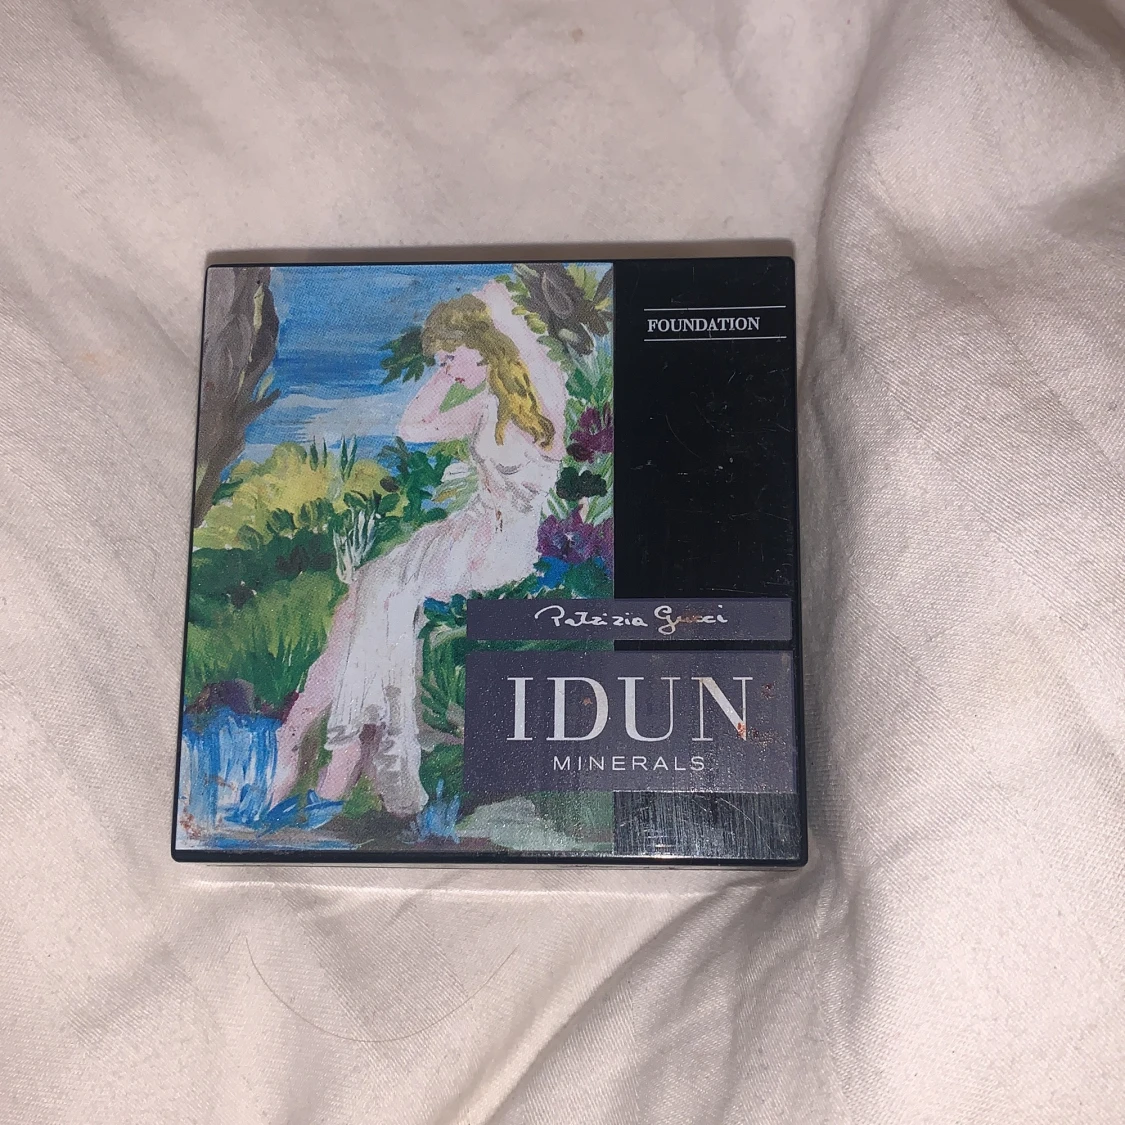 FOUNDATION
Patrizia Gucci
IDUN
MINERALS